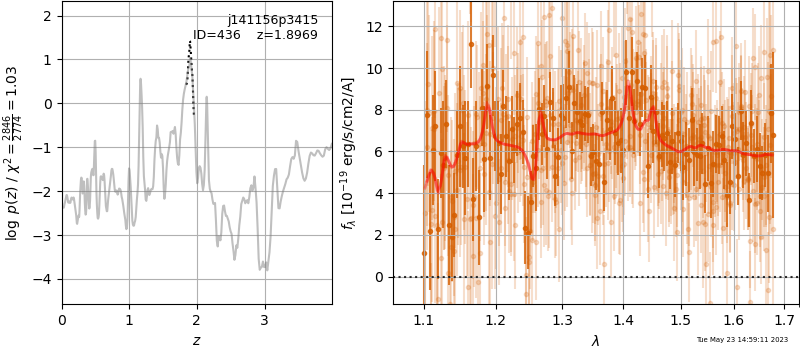 j141156p3415
ID=436 z=1.8969
log p(z) / χ² = 2846/2774 = 1.03
2
1
0
−1
−2
−3
−4
0 1 2 3
z
fλ [10⁻¹⁹ erg/s/cm2/A]
12
10
8
6
4
2
0
1.1 1.2 1.3 1.4 1.5 1.6 1.7
λ
Tue May 23 14:59:11 2023